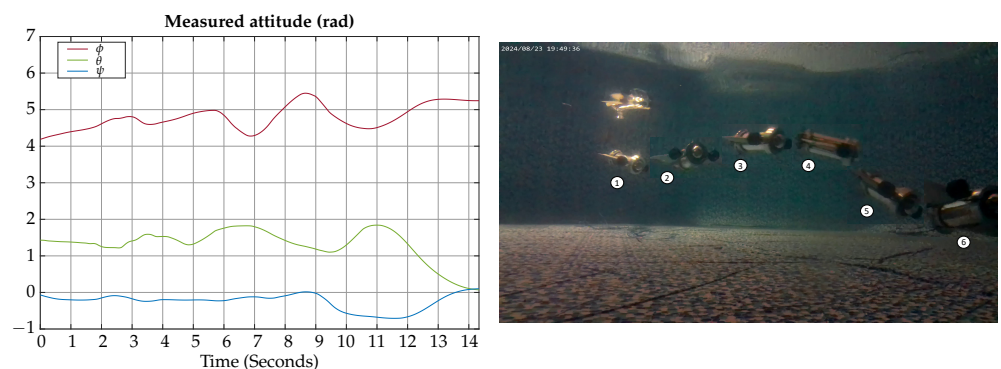 Measured attitude (rad)
7
6
5
4
3
2
1
0
−1
ϕ
θ
ψ
0 1 2 3 4 5 6 7 8 9 10 11 12 13 14
Time (Seconds)
2024/08/23 19:49:36
1
2
3
4
5
6